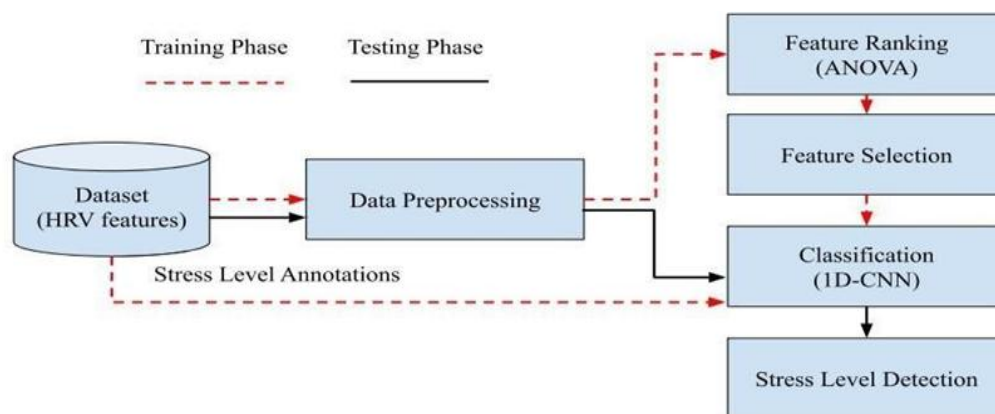 Training Phase
Testing Phase
Feature Ranking
(ANOVA)
Feature Selection
Dataset
(HRV features)
Data Preprocessing
Stress Level Annotations
Classification
(1D-CNN)
Stress Level Detection